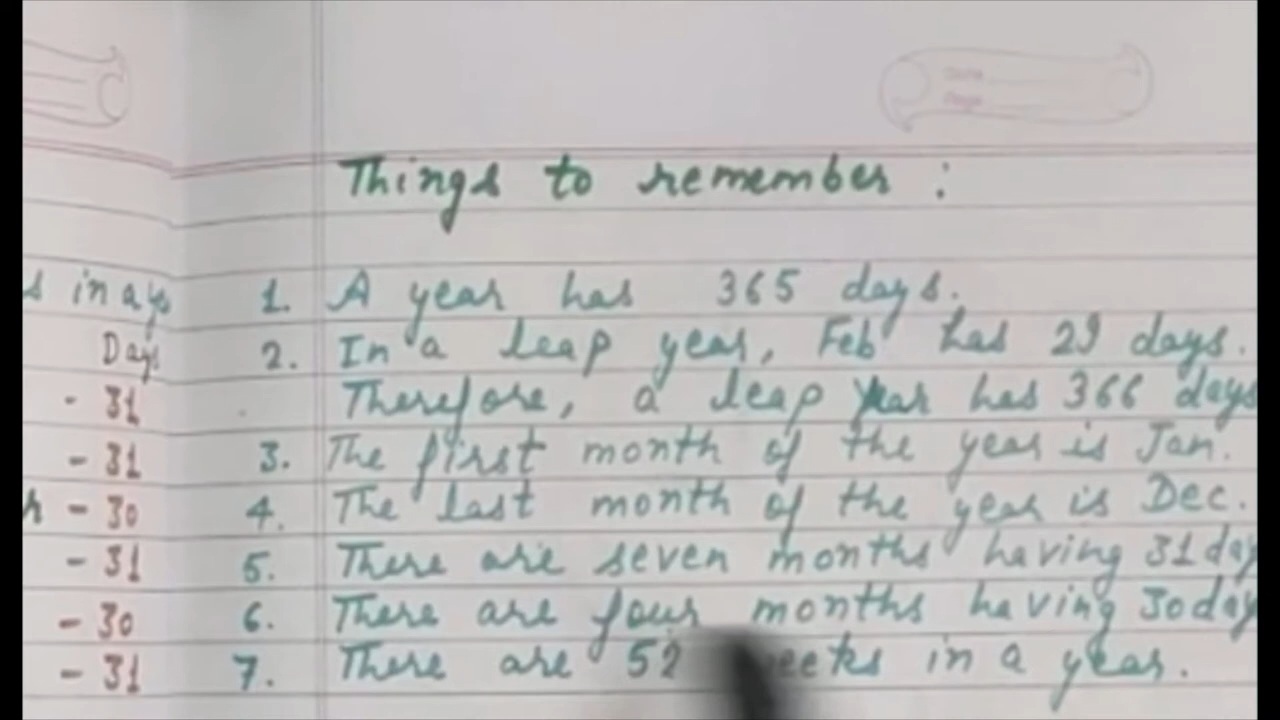 Things to remember :
s in a ye
Days
- 31
- 31
h - 30
- 31
- 30
- 31
1. A year has 365 days.
2. In a leap year, Feb has 29 days.
Therefore, a leap year has 366 days
3. The first month of the year is Jan.
4. The last month of the year is Dec.
5. There are seven months having 31 day
6. There are four months having 30 day
7. There are 52 weeks in a year.